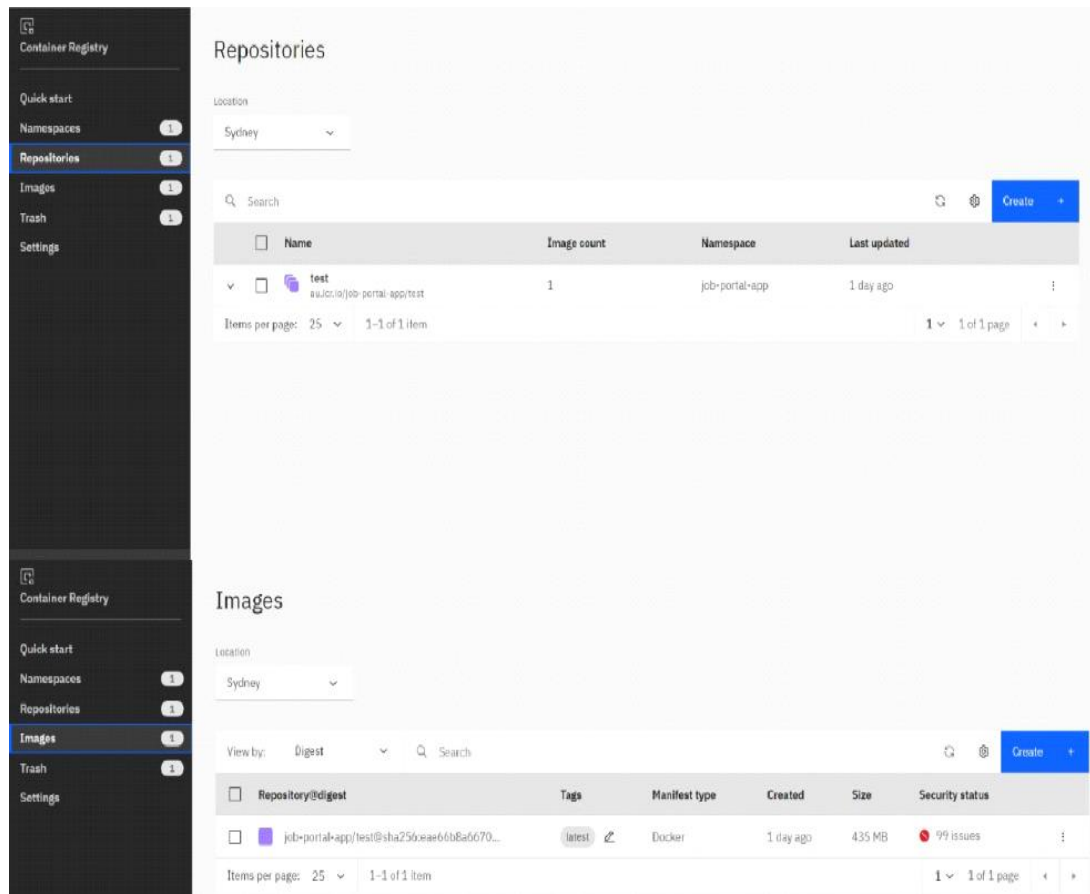 Container Registry
Quick start
Namespaces 1
Repositories 1
Images 1
Trash 1
Settings
Repositories
Location
Sydney
Search
Create +
Name Image count Namespace Last updated
test
au.icr.io/job-portal-app/test
1 job-portal-app 1 day ago
Items per page: 25 1–1 of 1 item 1 1 of 1 page
Container Registry
Quick start
Namespaces 1
Repositories 1
Images 1
Trash 1
Settings
Images
Location
Sydney
View by: Digest Search
Create +
Repository@digest Tags Manifest type Created Size Security status
job-portal-app/test@sha256:eae66b8a6670... latest Docker 1 day ago 435 MB 99 issues
Items per page: 25 1–1 of 1 item 1 1 of 1 page